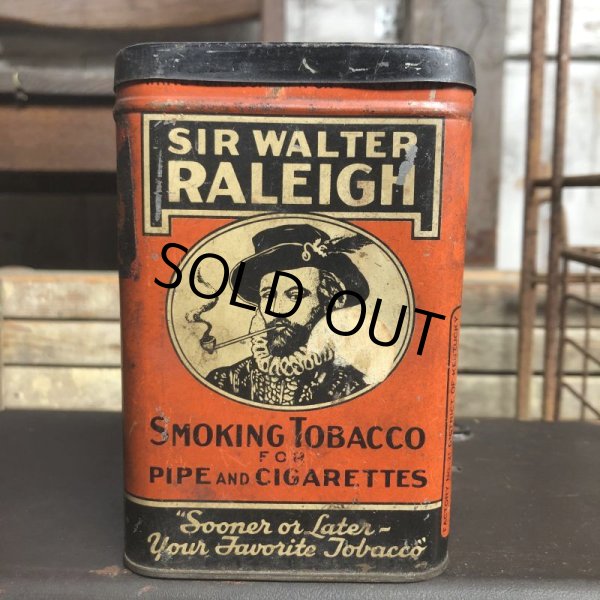 SIR WALTER
RALEIGH
SOLD OUT
SMOKING TOBACCO
FOR
PIPE AND CIGARETTES
"Sooner or Later-
Your Favorite Tobacco"